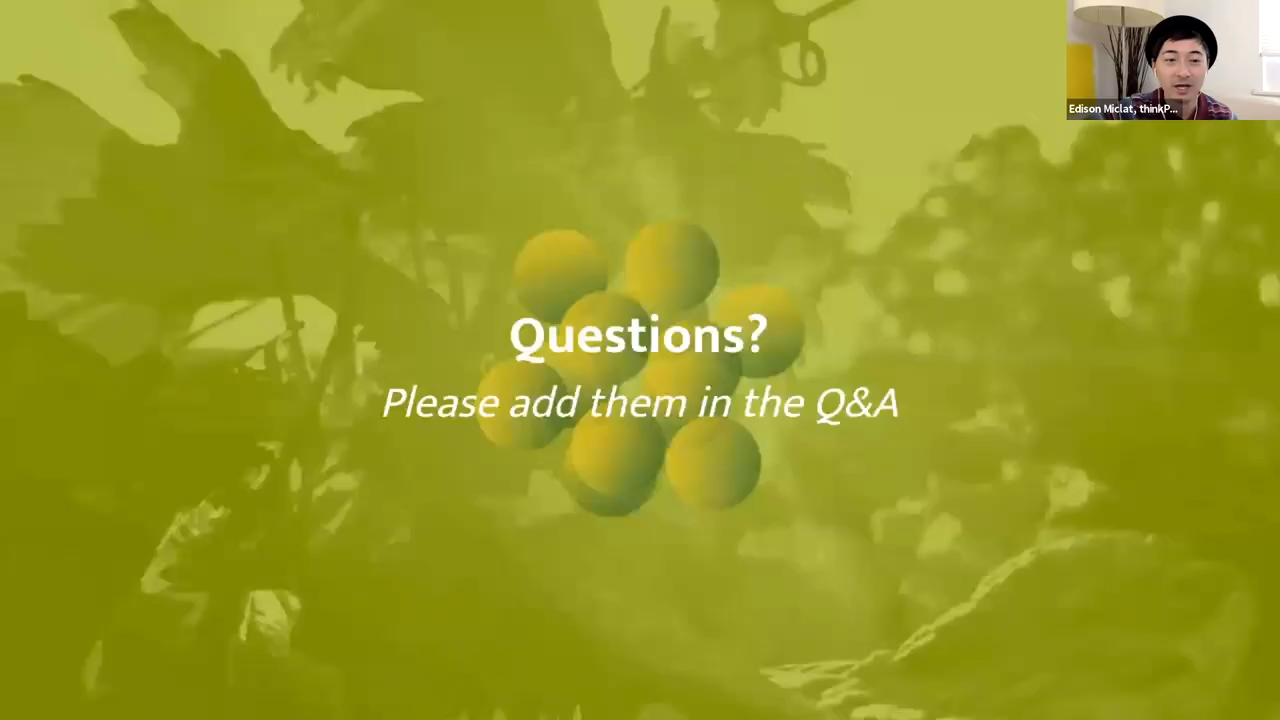 Edison Miclat, thinkP...
Questions?
Please add them in the Q&A